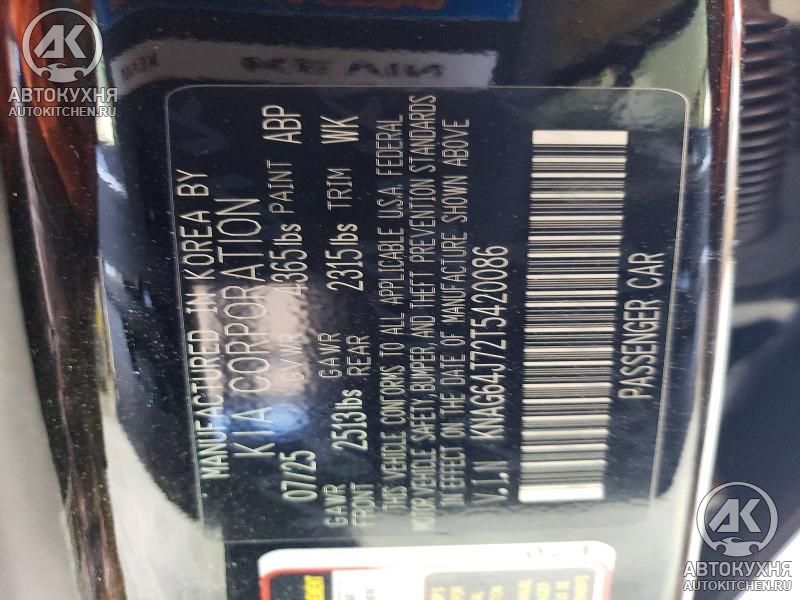 MANUFACTURED IN KOREA BY
KIA CORPORATION
07/25 GVWR 4365lbs PAINT ABP
GAWR FRONT 2513lbs GAWR REAR 2315lbs TRIM WK
THIS VEHICLE CONFORMS TO ALL APPLICABLE U.S.A. FEDERAL
MOTOR VEHICLE SAFETY, BUMPER, AND THEFT PREVENTION STANDARDS
IN EFFECT ON THE DATE OF MANUFACTURE SHOWN ABOVE
V.I.N KNAG64J72T5420086
PASSENGER CAR
AK
АВТОКУХНЯ
AUTOKITCHEN.RU
AK
АВТОКУХНЯ
AUTOKITCHEN.RU